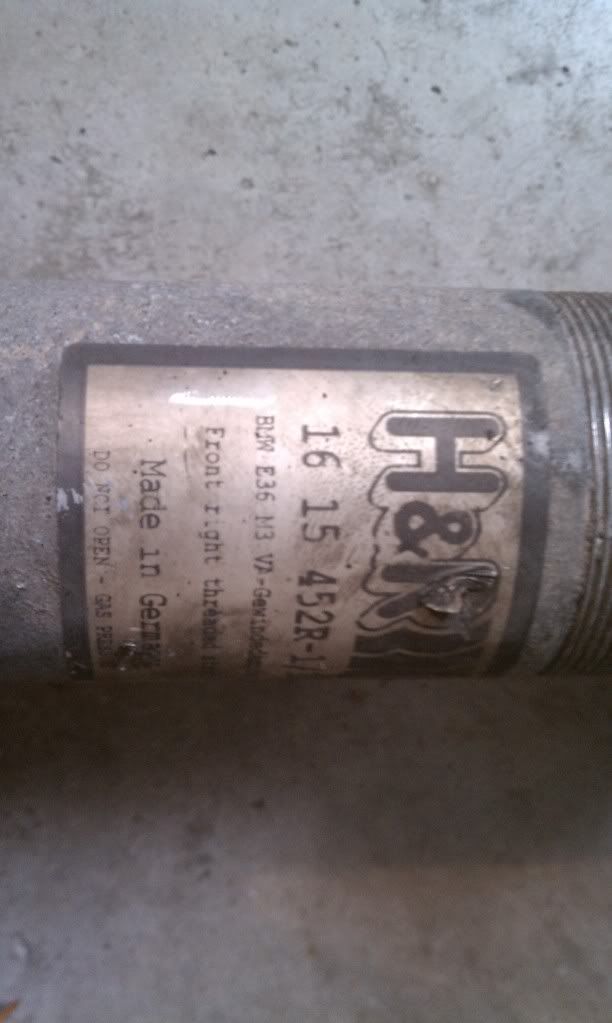 H&R
16 15 452R-1
BMW E36 M3 VA-Gewinde
Front right threaded
Made in German
DO NOT OPEN - GAS PRES